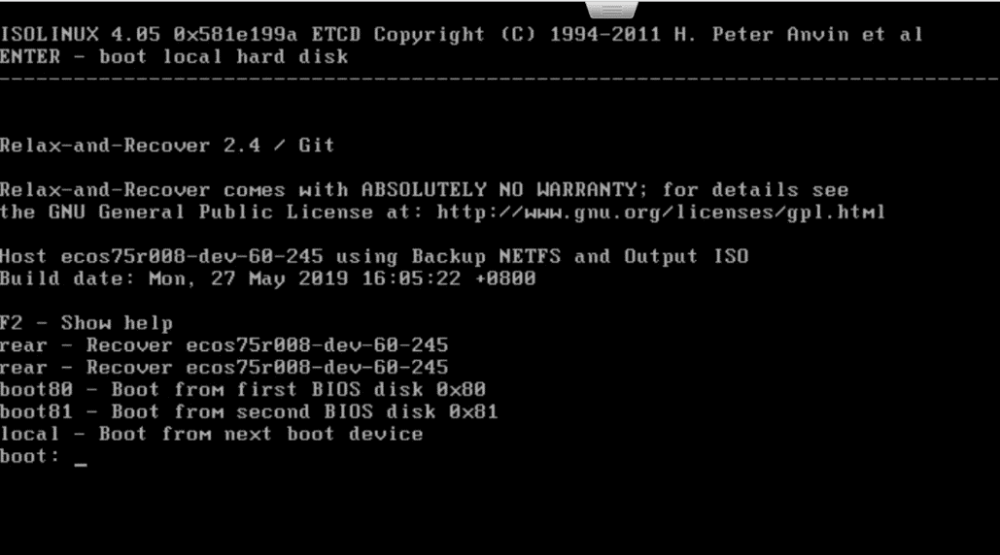 ISOLINUX 4.05 0x581e199a ETCD Copyright (C) 1994-2011 H. Peter Anvin et al
ENTER - boot local hard disk
--------------------------------------------------------------------------------
Relax-and-Recover 2.4 / Git
Relax-and-Recover comes with ABSOLUTELY NO WARRANTY; for details see
the GNU General Public License at: http://www.gnu.org/licenses/gpl.html
Host ecos75r008-dev-60-245 using Backup NETFS and Output ISO
Build date: Mon, 27 May 2019 16:05:22 +0800
F2 - Show help
rear - Recover ecos75r008-dev-60-245
rear - Recover ecos75r008-dev-60-245
boot80 - Boot from first BIOS disk 0x80
boot81 - Boot from second BIOS disk 0x81
local - Boot from next boot device
boot: _